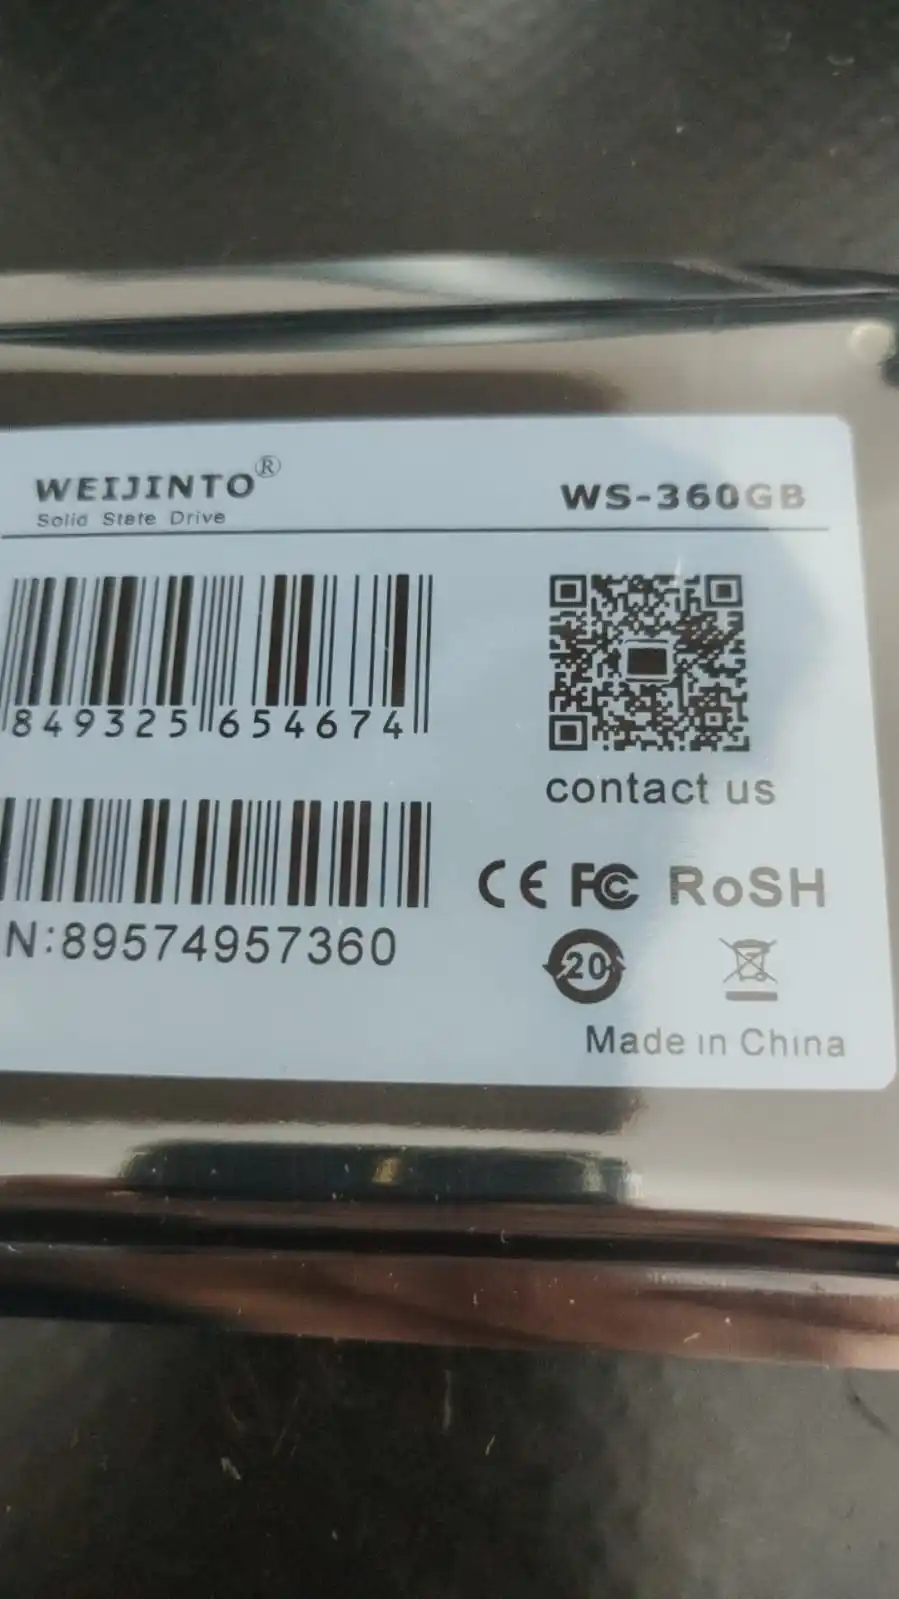 WEIJINTO®
Solid State Drive
WS-360GB
849325 654674
contact us
N:89574957360
CE FC RoSH
20
Made in China